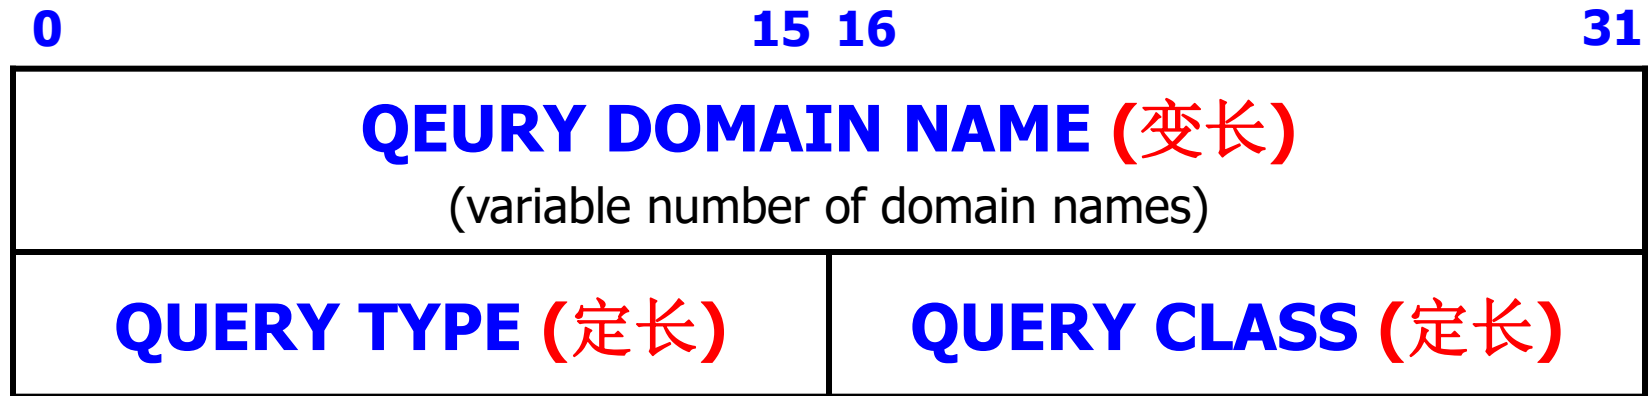 0 15 16 31
QEURY DOMAIN NAME (变长)
(variable number of domain names)
QUERY TYPE (定长) QUERY CLASS (定长)